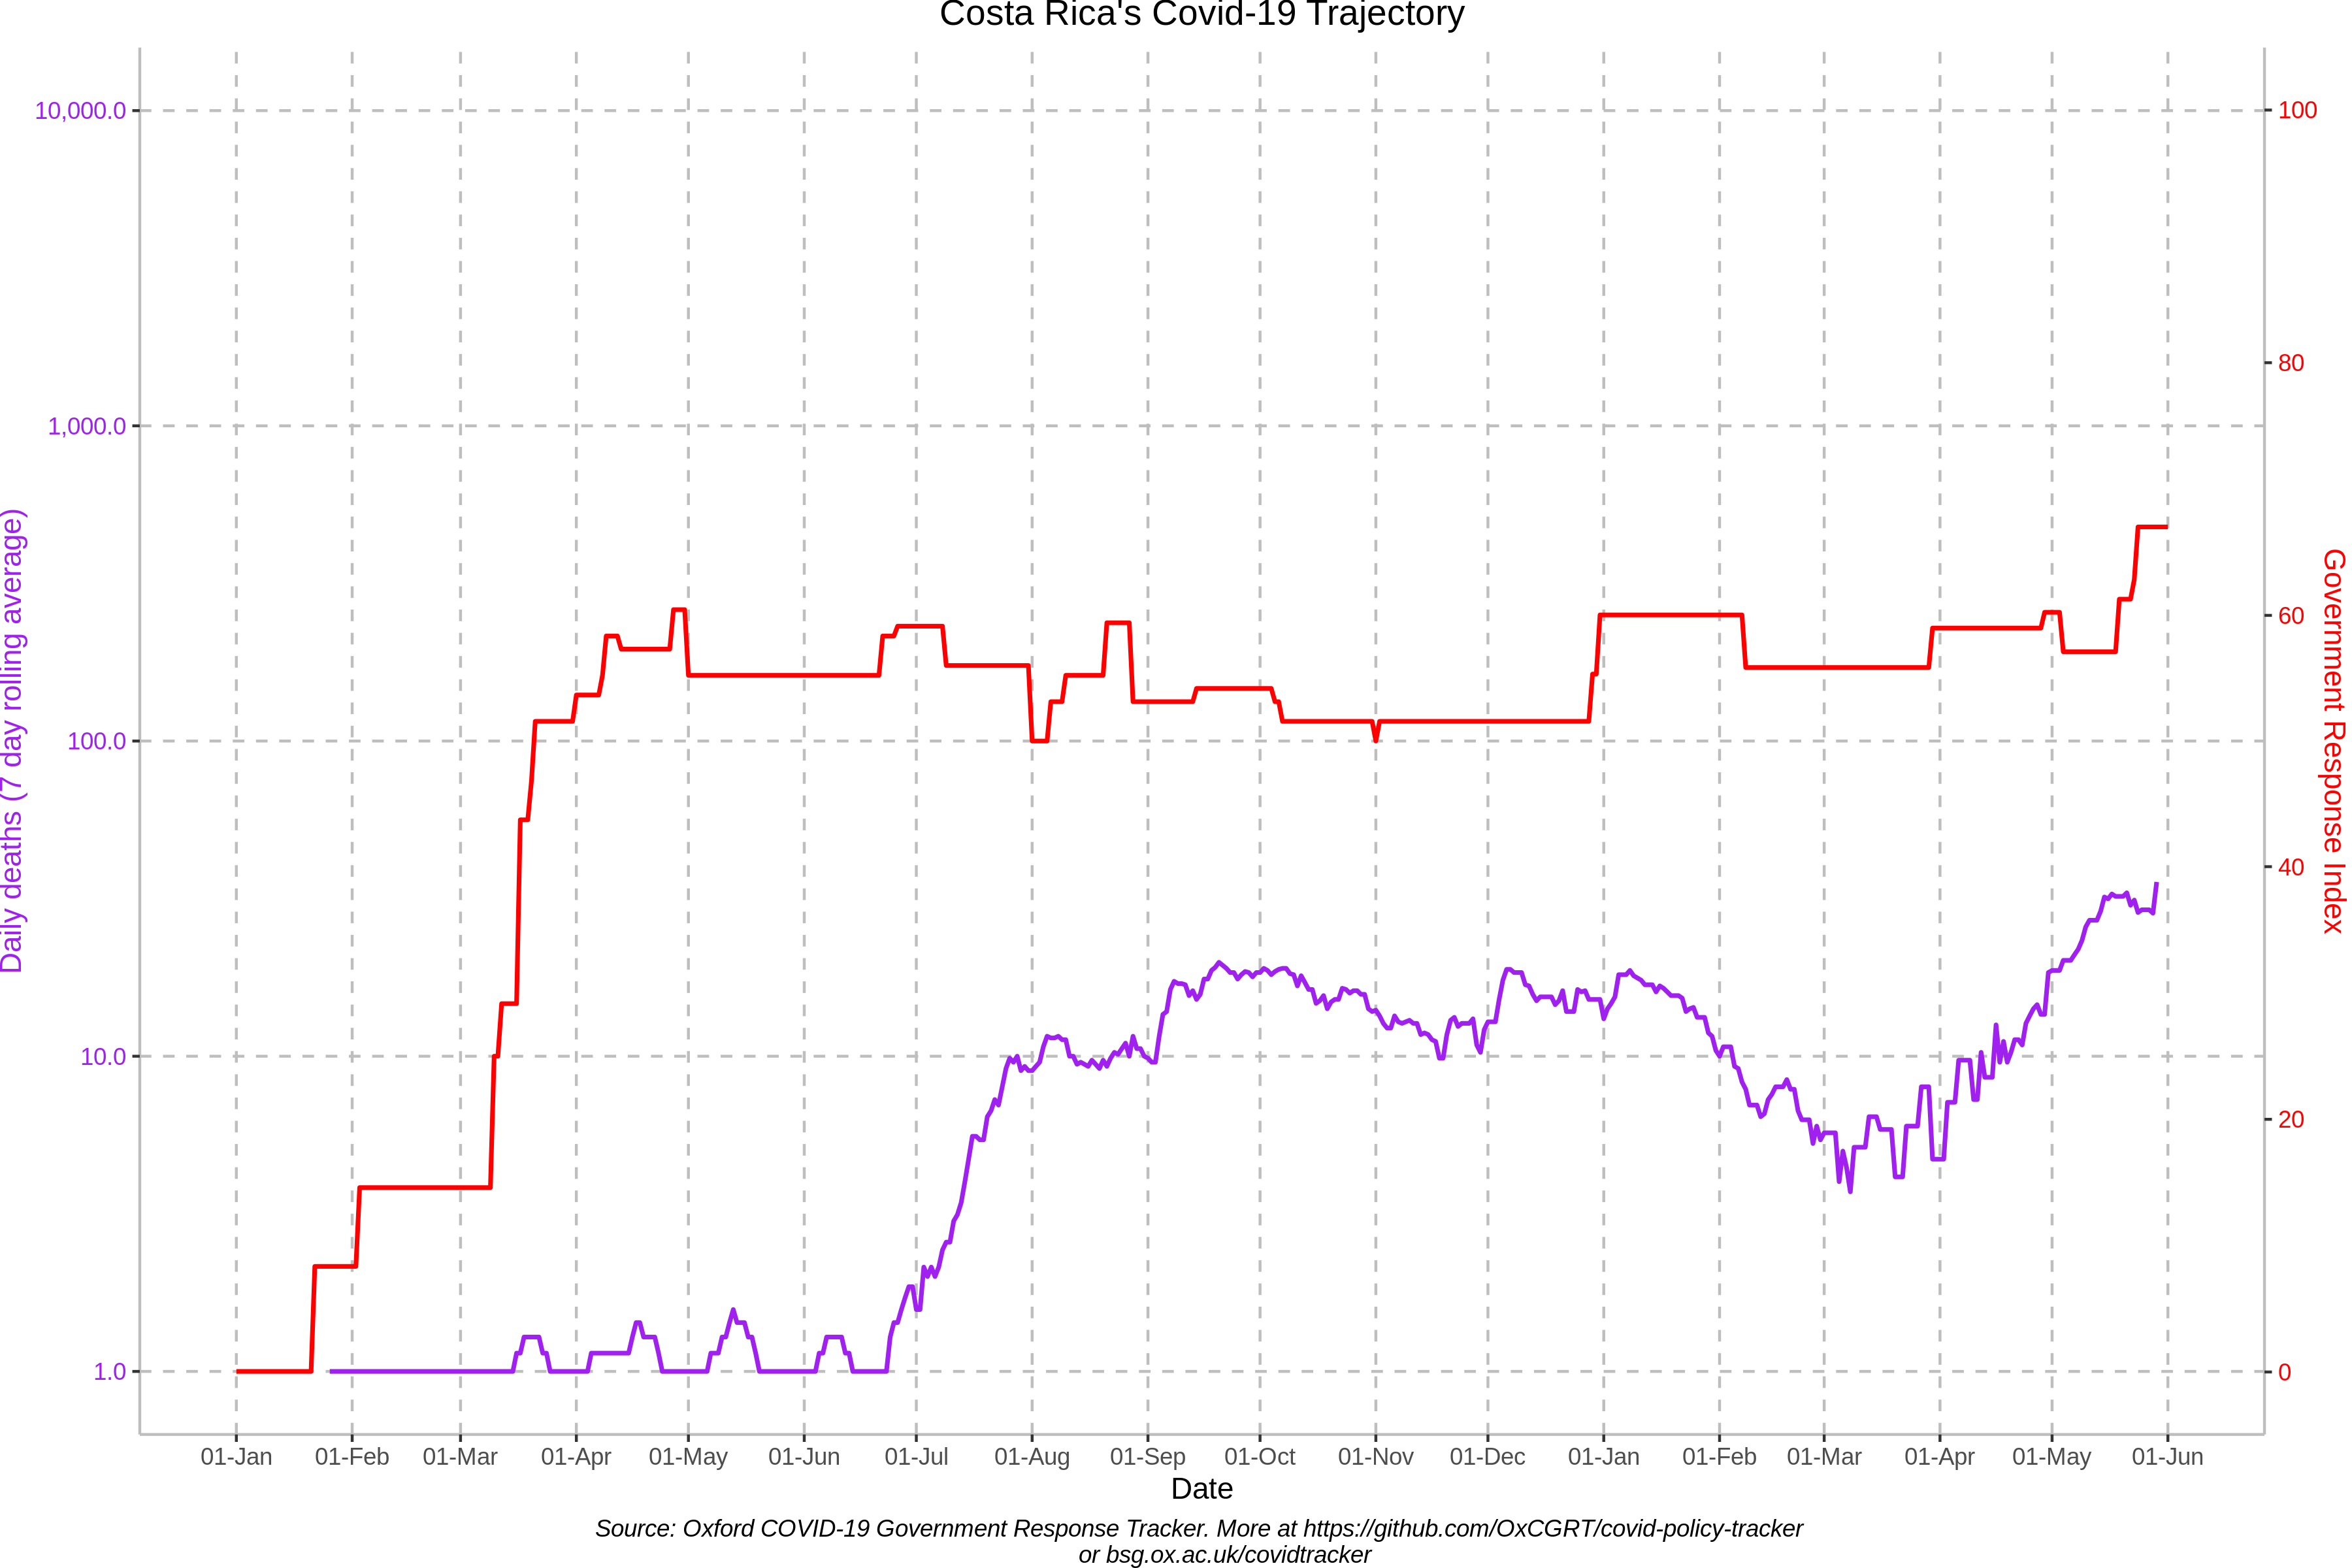 Costa Rica's Covid-19 Trajectory
10,000.0
1,000.0
100.0
10.0
1.0
Daily deaths (7 day rolling average)
100
80
60
40
20
0
Government Response Index
01-Jan 01-Feb 01-Mar 01-Apr 01-May 01-Jun 01-Jul 01-Aug 01-Sep 01-Oct 01-Nov 01-Dec 01-Jan 01-Feb 01-Mar 01-Apr 01-May 01-Jun
Date
Source: Oxford COVID-19 Government Response Tracker. More at https://github.com/OxCGRT/covid-policy-tracker
or bsg.ox.ac.uk/covidtracker